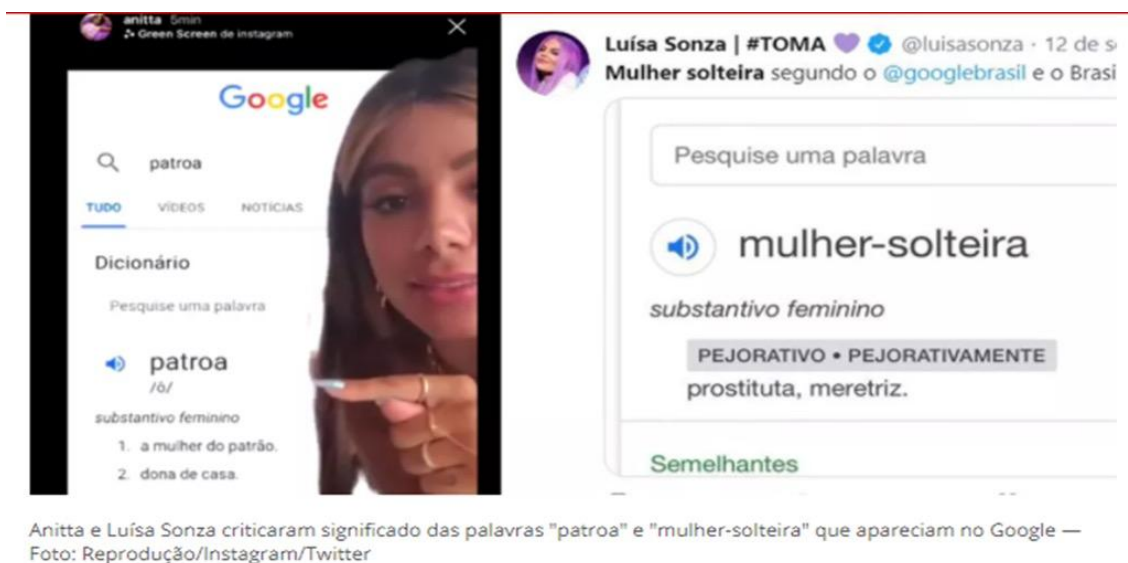 anitta 5min
Green Screen de instagram
Google
patroa
TUDO VÍDEOS NOTÍCIAS
Dicionário
Pesquise uma palavra
patroa
/ô/
substantivo feminino
1. a mulher do patrão.
2. dona de casa.
Luísa Sonza | #TOMA @luisasonza · 12 de s
Mulher solteira segundo o @googlebrasil e o Brasi
Pesquise uma palavra
mulher-solteira
substantivo feminino
PEJORATIVO • PEJORATIVAMENTE
prostituta, meretriz.
Semelhantes
Anitta e Luísa Sonza criticaram significado das palavras "patroa" e "mulher-solteira" que apareciam no Google —
Foto: Reprodução/Instagram/Twitter